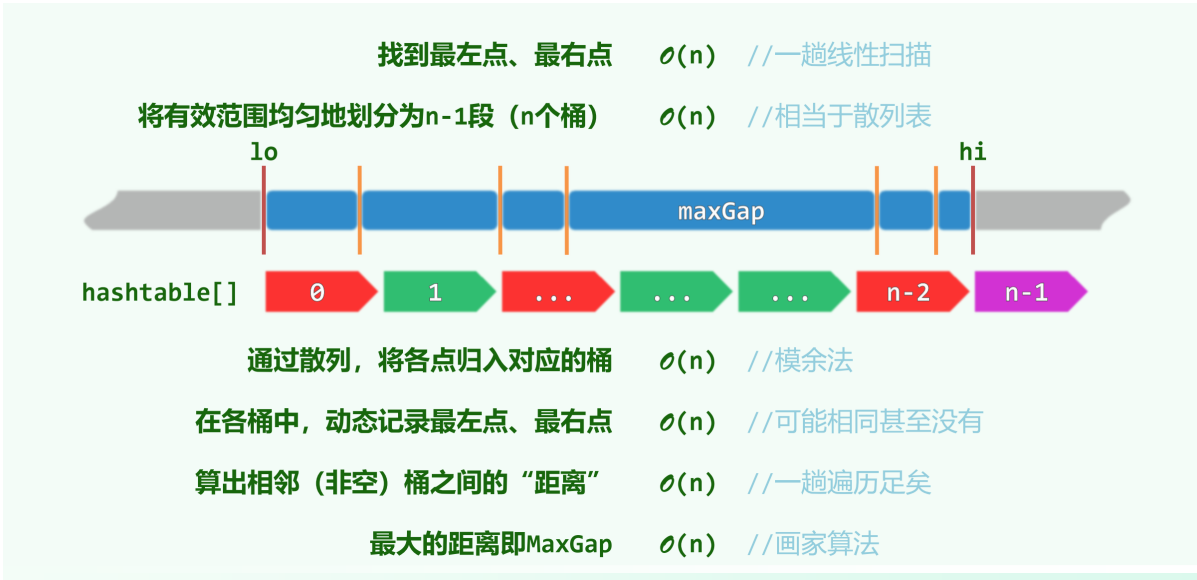 找到最左点、最右点 O(n) //一趟线性扫描
将有效范围均匀地划分为n-1段（n个桶） O(n) //相当于散列表
lo hi
maxGap
hashtable[] 0 1 ... ... ... n-2 n-1
通过散列，将各点归入对应的桶 O(n) //模余法
在各桶中，动态记录最左点、最右点 O(n) //可能相同甚至没有
算出相邻（非空）桶之间的“距离” O(n) //一趟遍历足矣
最大的距离即MaxGap O(n) //画家算法